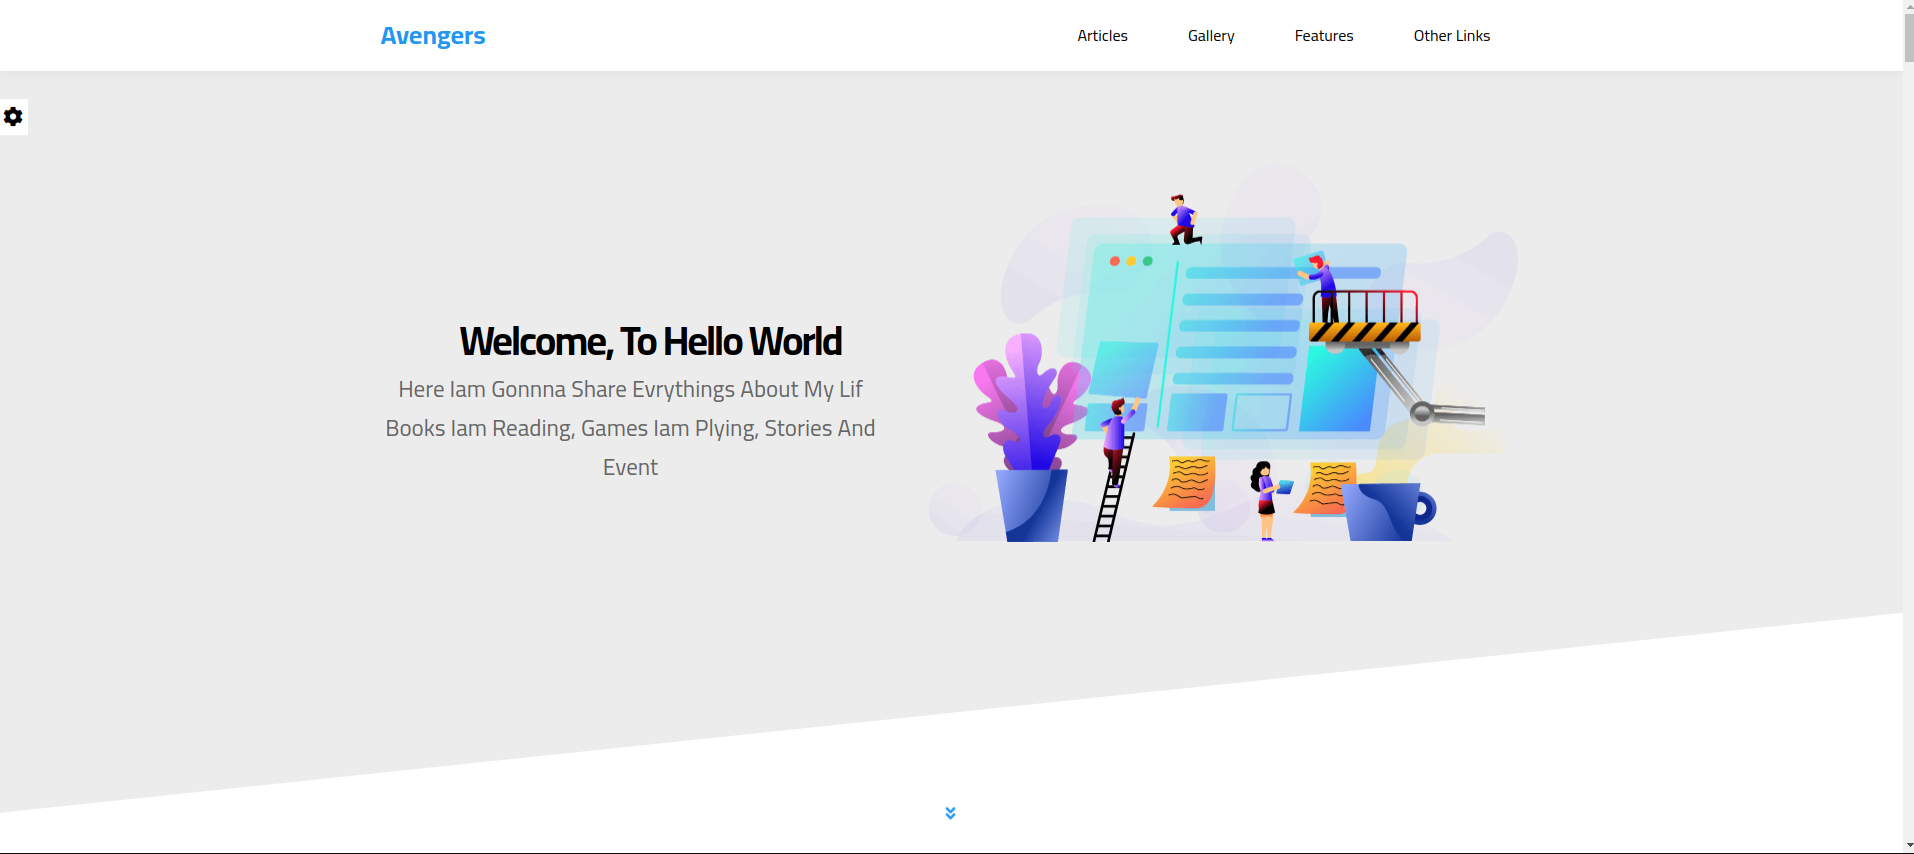 Avengers
Articles
Gallery
Features
Other Links
Welcome, To Hello World
Here Iam Gonnna Share Evrythings About My Lif
Books Iam Reading, Games Iam Plying, Stories And
Event